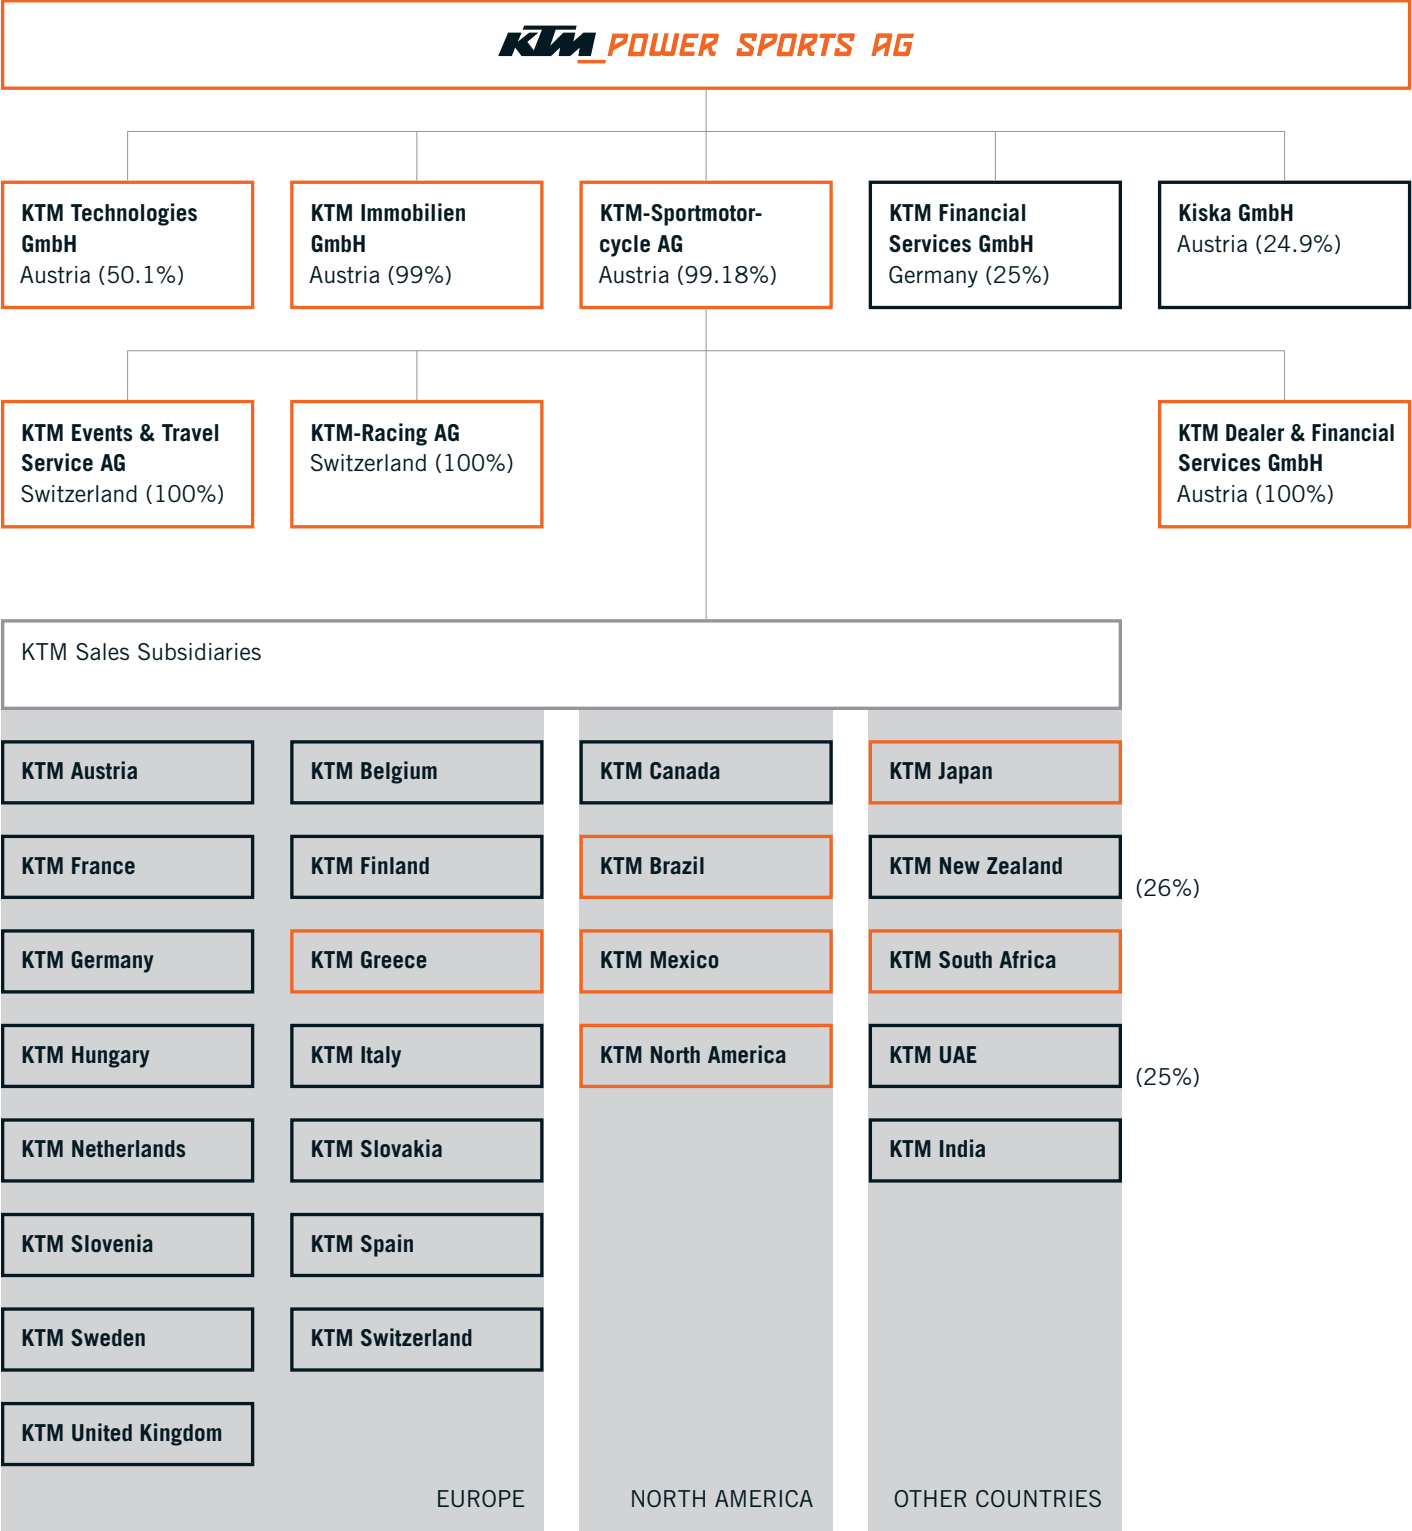 KTM POWER SPORTS AG
KTM Technologies
GmbH
Austria (50.1%)
KTM Immobilien
GmbH
Austria (99%)
KTM-Sportmotor-
cycle AG
Austria (99.18%)
KTM Financial
Services GmbH
Germany (25%)
Kiska GmbH
Austria (24.9%)
KTM Events & Travel
Service AG
Switzerland (100%)
KTM-Racing AG
Switzerland (100%)
KTM Dealer & Financial
Services GmbH
Austria (100%)
KTM Sales Subsidiaries
KTM Austria
KTM France
KTM Germany
KTM Hungary
KTM Netherlands
KTM Slovenia
KTM Sweden
KTM United Kingdom
KTM Belgium
KTM Finland
KTM Greece
KTM Italy
KTM Slovakia
KTM Spain
KTM Switzerland
EUROPE
KTM Canada
KTM Brazil
KTM Mexico
KTM North America
NORTH AMERICA
KTM Japan
KTM New Zealand
(26%)
KTM South Africa
KTM UAE
(25%)
KTM India
OTHER COUNTRIES